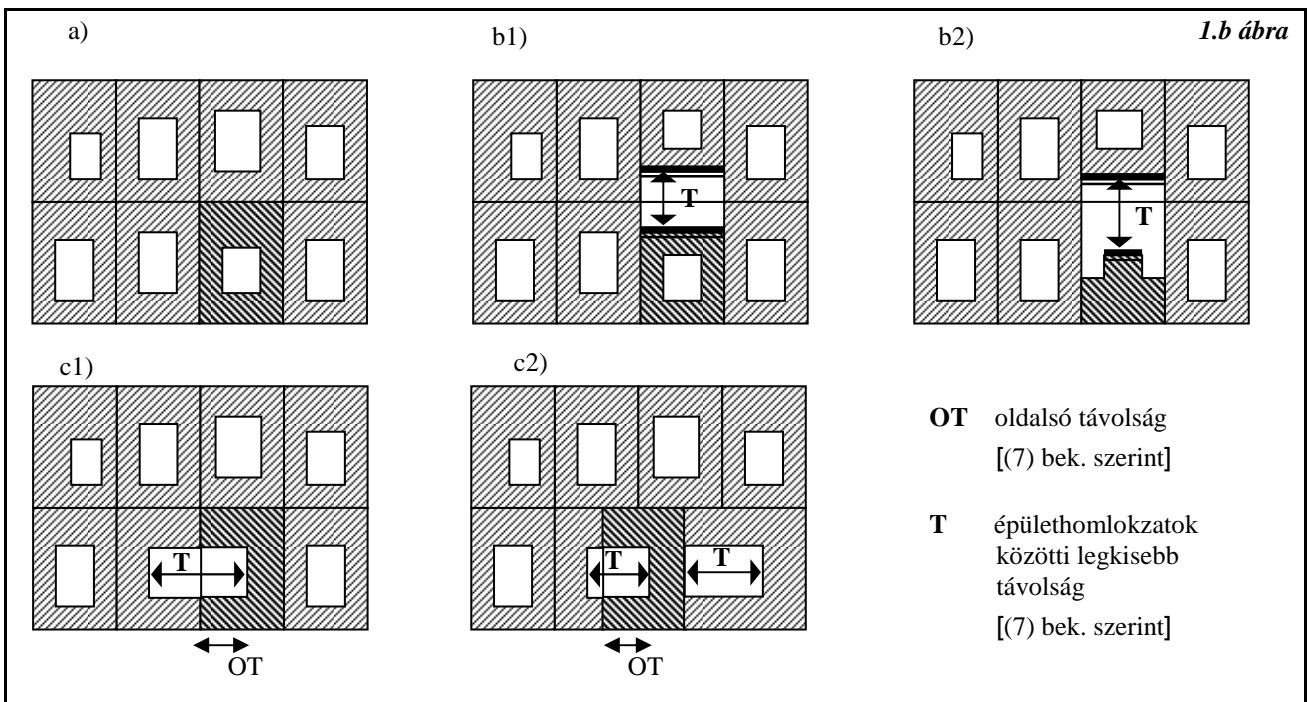 a)
b1)
b2)
1.b ábra
T
T
c1)
c2)
T
OT
T
T
OT
OT oldalsó távolság
[(7) bek. szerint]
T épülethomlokzatok
közötti legkisebb
távolság
[(7) bek. szerint]